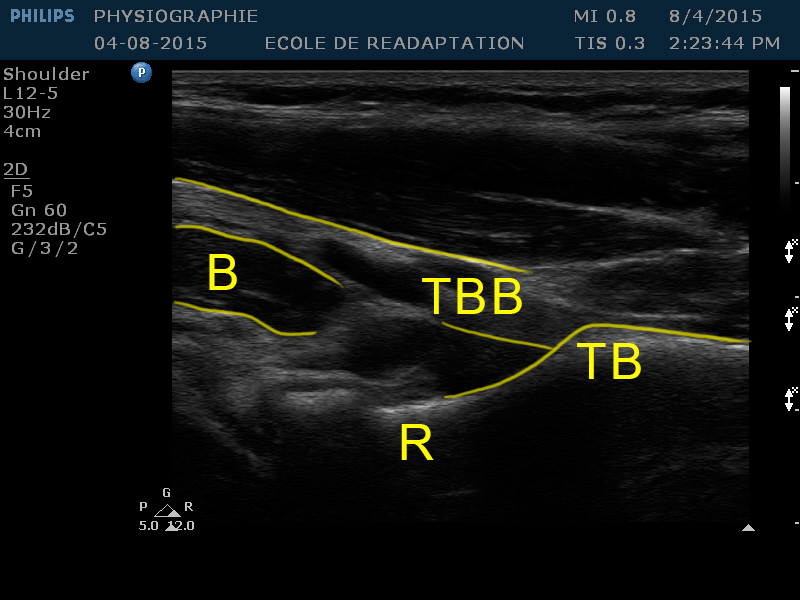 PHILIPS PHYSIOGRAPHIE MI 0.8 8/4/2015
04-08-2015 ECOLE DE READAPTATION TIS 0.3 2:23:44 PM
Shoulder
L12-5
30Hz
4cm
2D
F5
Gn 60
232dB/C5
G/3/2
P
B
TBB
TB
R
G
P R
5.0 12.0